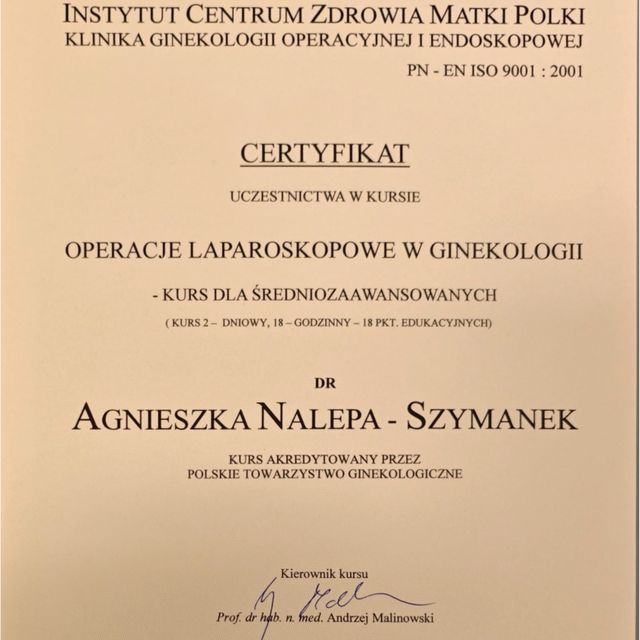 INSTYTUT CENTRUM ZDROWIA MATKI POLKI
KLINIKA GINEKOLOGII OPERACYJNEJ I ENDOSKOPOWEJ
PN - EN ISO 9001 : 2001
CERTYFIKAT
UCZESTNICTWA W KURSIE
OPERACJE LAPAROSKOPOWE W GINEKOLOGII
- KURS DLA ŚREDNIOZAAWANSOWANYCH
( KURS 2 – DNIOWY, 18 – GODZINNY – 18 PKT. EDUKACYJNYCH)
DR
AGNIESZKA NALEPA - SZYMANEK
KURS AKREDYTOWANY PRZEZ
POLSKIE TOWARZYSTWO GINEKOLOGICZNE
Kierownik kursu
Prof. dr hab. n. med. Andrzej Malinowski